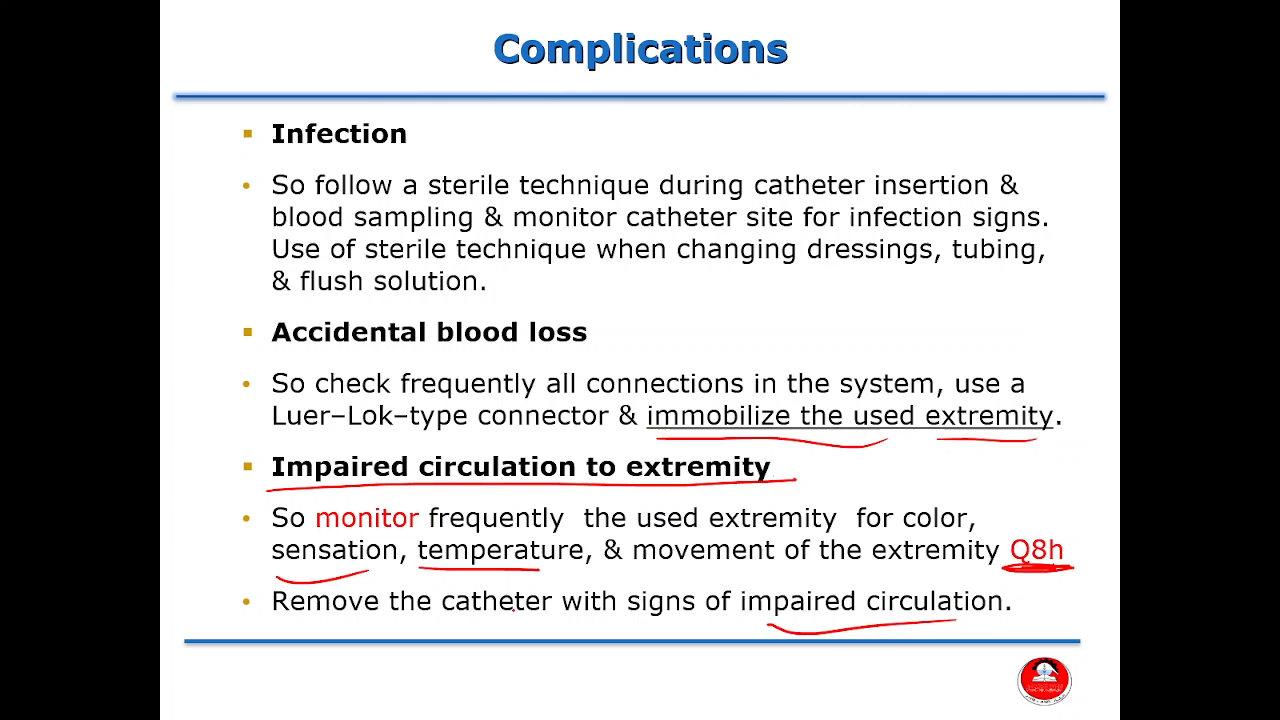 Complications
Infection
So follow a sterile technique during catheter insertion &
blood sampling & monitor catheter site for infection signs.
Use of sterile technique when changing dressings, tubing,
& flush solution.
Accidental blood loss
So check frequently all connections in the system, use a
Luer–Lok–type connector & immobilize the used extremity.
Impaired circulation to extremity
So monitor frequently the used extremity for color,
sensation, temperature, & movement of the extremity Q8h
Remove the catheter with signs of impaired circulation.